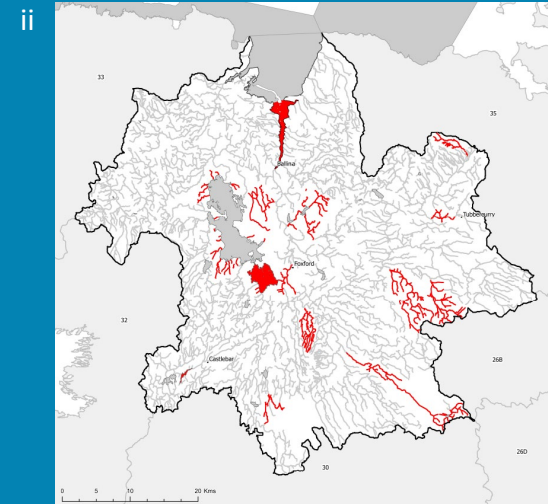 ii
33
35
Ballina
Tubbercurry
Foxford
32
26B
Castlebar
26D
30
0 5 10 20 Kms